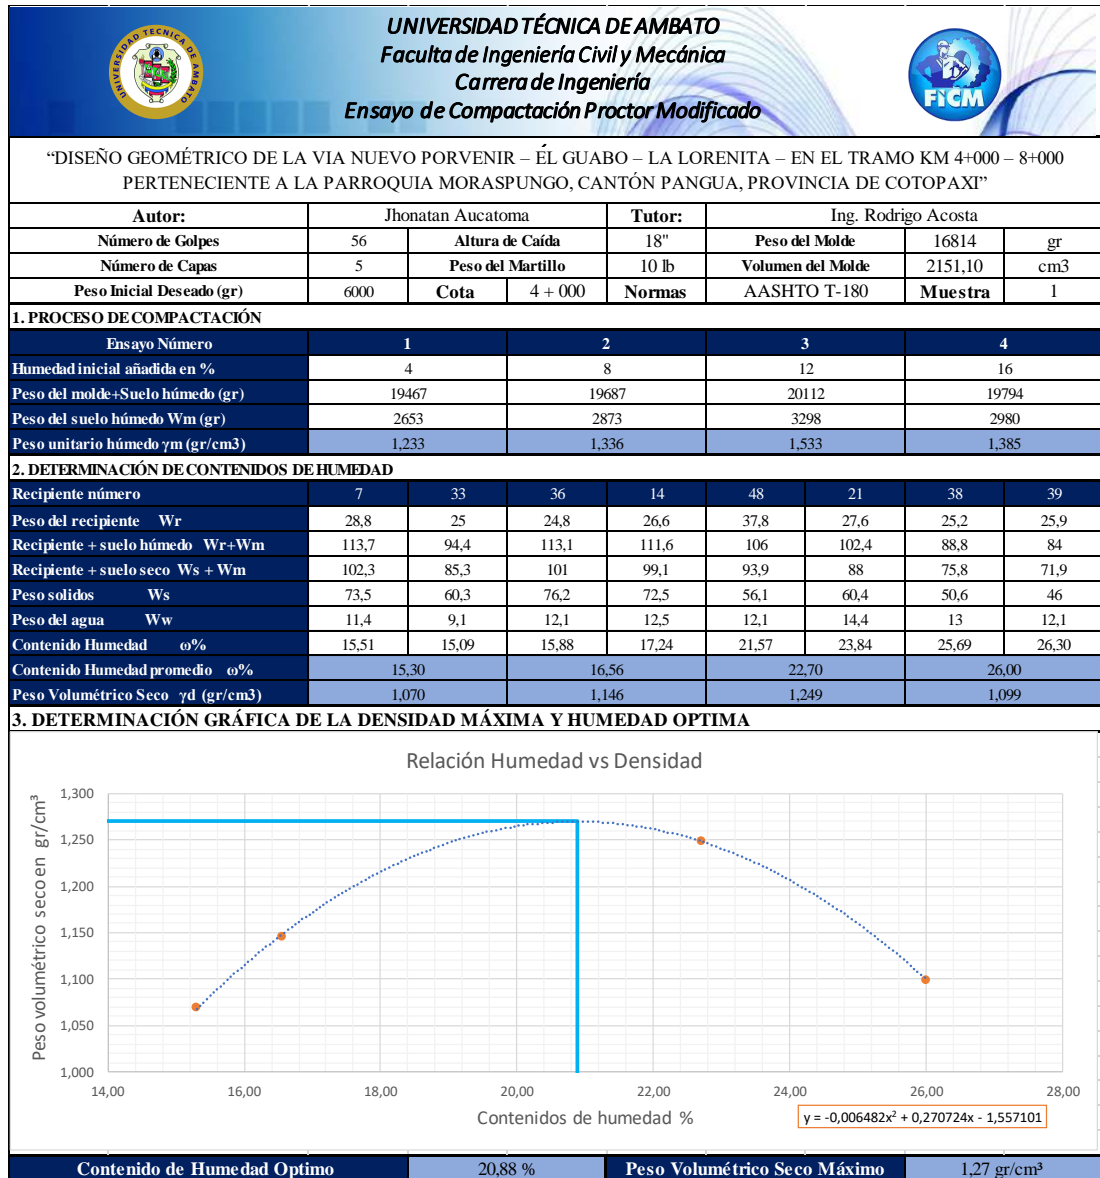 UNIVERSIDAD TÉCNICA DE AMBATO
Faculta de Ingeniería Civil y Mecánica
Carrera de Ingeniería
Ensayo de Compactación Proctor Modificado
UNIVERSIDAD TECNICA DE AMBATO
FICM
“DISEÑO GEOMÉTRICO DE LA VIA NUEVO PORVENIR – EL GUABO – LA LORENITA – EN EL TRAMO KM 4+000 – 8+000
PERTENECIENTE A LA PARROQUIA MORASPUNGO, CANTÓN PANGUA, PROVINCIA DE COTOPAXI”
Autor: Jhonatan Aucatoma Tutor: Ing. Rodrigo Acosta
Número de Golpes 56 Altura de Caída 18" Peso del Molde 16814 gr
Número de Capas 5 Peso del Martillo 10 lb Volumen del Molde 2151,10 cm3
Peso Inicial Deseado (gr) 6000 Cota 4 + 000 Normas AASHTO T-180 Muestra 1
1. PROCESO DE COMPACTACIÓN
Ensayo Número 1 2 3 4
Humedad inicial añadida en % 4 8 12 16
Peso del molde+Suelo húmedo (gr) 19467 19687 20112 19794
Peso del suelo húmedo Wm (gr) 2653 2873 3298 2980
Peso unitario húmedo γm (gr/cm3) 1,233 1,336 1,533 1,385
2. DETERMINACIÓN DE CONTENIDOS DE HUMEDAD
Recipiente número 7 33 36 14 48 21 38 39
Peso del recipiente Wr 28,8 25 24,8 26,6 37,8 27,6 25,2 25,9
Recipiente + suelo húmedo Wr+Wm 113,7 94,4 113,1 111,6 106 102,4 88,8 84
Recipiente + suelo seco Ws + Wm 102,3 85,3 101 99,1 93,9 88 75,8 71,9
Peso solidos Ws 73,5 60,3 76,2 72,5 56,1 60,4 50,6 46
Peso del agua Ww 11,4 9,1 12,1 12,5 12,1 14,4 13 12,1
Contenido Humedad ω% 15,51 15,09 15,88 17,24 21,57 23,84 25,69 26,30
Contenido Humedad promedio ω% 15,30 16,56 22,70 26,00
Peso Volumétrico Seco γd (gr/cm3) 1,070 1,146 1,249 1,099
3. DETERMINACIÓN GRÁFICA DE LA DENSIDAD MÁXIMA Y HUMEDAD OPTIMA
Relación Humedad vs Densidad
Peso volumétrico seco en gr/cm³
1,300
1,250
1,200
1,150
1,100
1,050
1,000
14,00 16,00 18,00 20,00 22,00 24,00 26,00 28,00
Contenidos de humedad %
y = -0,006482x² + 0,270724x - 1,557101
Contenido de Humedad Optimo 20,88 % Peso Volumétrico Seco Máximo 1,27 gr/cm³